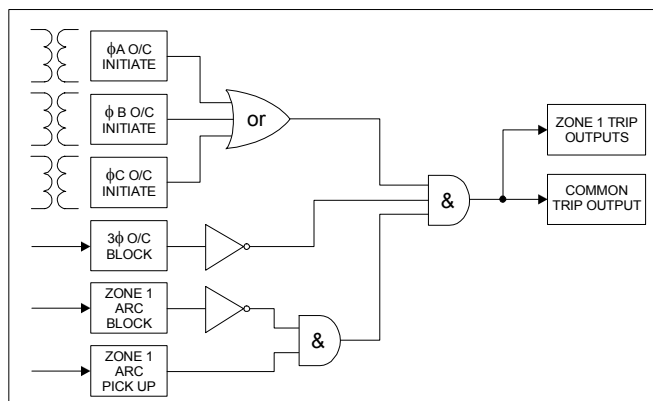 ϕA O/C
INITIATE
ϕ B O/C
INITIATE
ϕC O/C
INITIATE
or
3ϕ O/C
BLOCK
ZONE 1
ARC
BLOCK
ZONE 1
ARC
PICK UP
&
&
ZONE 1 TRIP
OUTPUTS
COMMON
TRIP OUTPUT